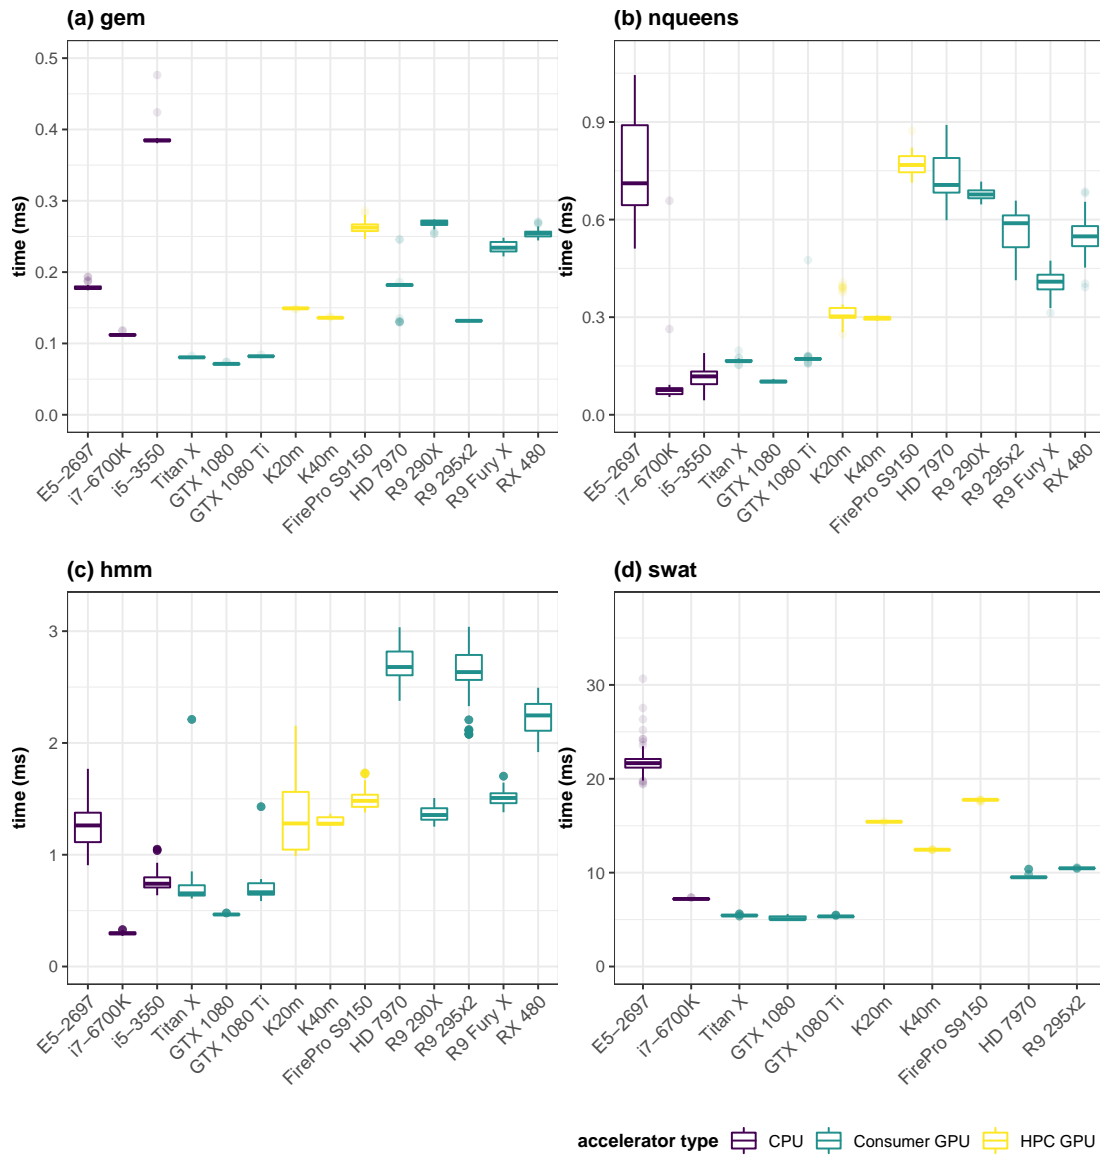 (a) gem
time (ms)
0.5
0.4
0.3
0.2
0.1
0.0
E5−2697
i7−6700K
i5−3550
Titan X
GTX 1080
GTX 1080 Ti
K20m
K40m
FirePro S9150
HD 7970
R9 290X
R9 295x2
R9 Fury X
RX 480
(b) nqueens
time (ms)
0.9
0.6
0.3
0.0
E5−2697
i7−6700K
i5−3550
Titan X
GTX 1080
GTX 1080 Ti
K20m
K40m
FirePro S9150
HD 7970
R9 290X
R9 295x2
R9 Fury X
RX 480
(c) hmm
time (ms)
3
2
1
0
E5−2697
i7−6700K
i5−3550
Titan X
GTX 1080
GTX 1080 Ti
K20m
K40m
FirePro S9150
HD 7970
R9 290X
R9 295x2
R9 Fury X
RX 480
(d) swat
time (ms)
30
20
10
0
E5−2697
i7−6700K
Titan X
GTX 1080
GTX 1080 Ti
K20m
K40m
FirePro S9150
HD 7970
R9 295x2
accelerator type CPU Consumer GPU HPC GPU